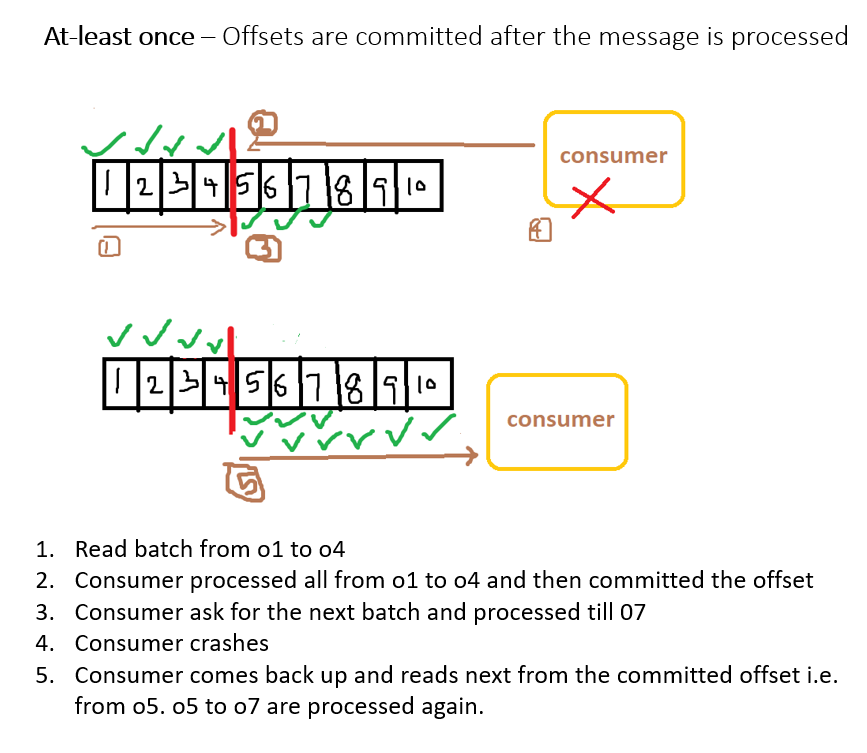 At-least once – Offsets are committed after the message is processed
2
consumer
1 2 3 4 5 6 7 8 9 10
4
1
3
1 2 3 4 5 6 7 8 9 10
consumer
5
1. Read batch from o1 to o4
2. Consumer processed all from o1 to o4 and then committed the offset
3. Consumer ask for the next batch and processed till 07
4. Consumer crashes
5. Consumer comes back up and reads next from the committed offset i.e.
from o5. o5 to o7 are processed again.